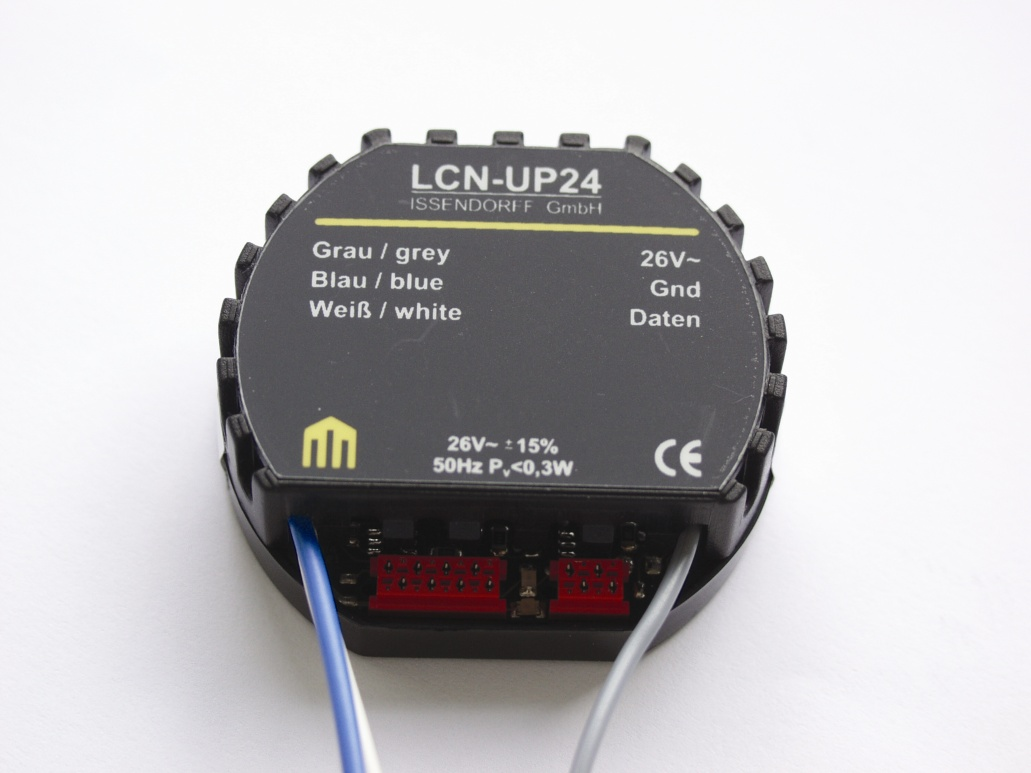 LCN-UP24
ISSENDORFF GmbH
Grau / grey 26V~
Blau / blue Gnd
Weiß / white Daten
26V~ ±15%
50Hz Pv<0,3W
CE